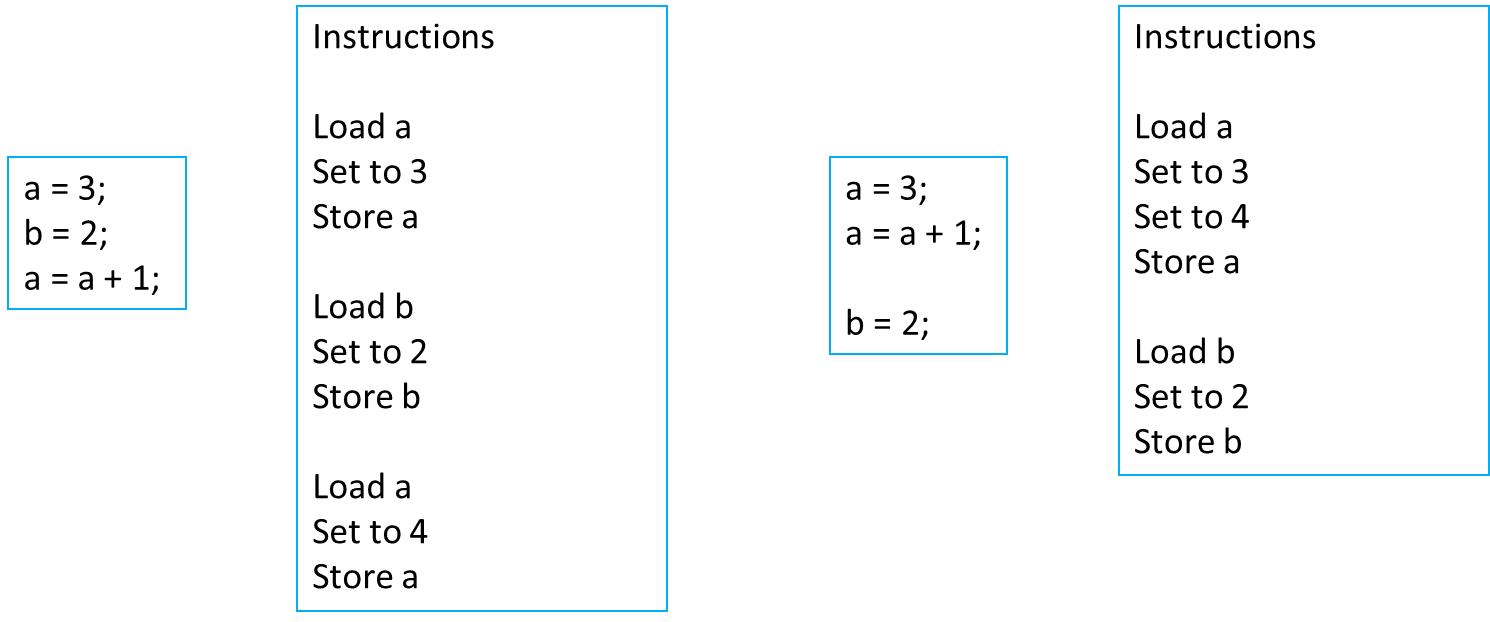 a = 3;
b = 2;
a = a + 1;
Instructions
Load a
Set to 3
Store a
Load b
Set to 2
Store b
Load a
Set to 4
Store a
a = 3;
a = a + 1;
b = 2;
Instructions
Load a
Set to 3
Set to 4
Store a
Load b
Set to 2
Store b